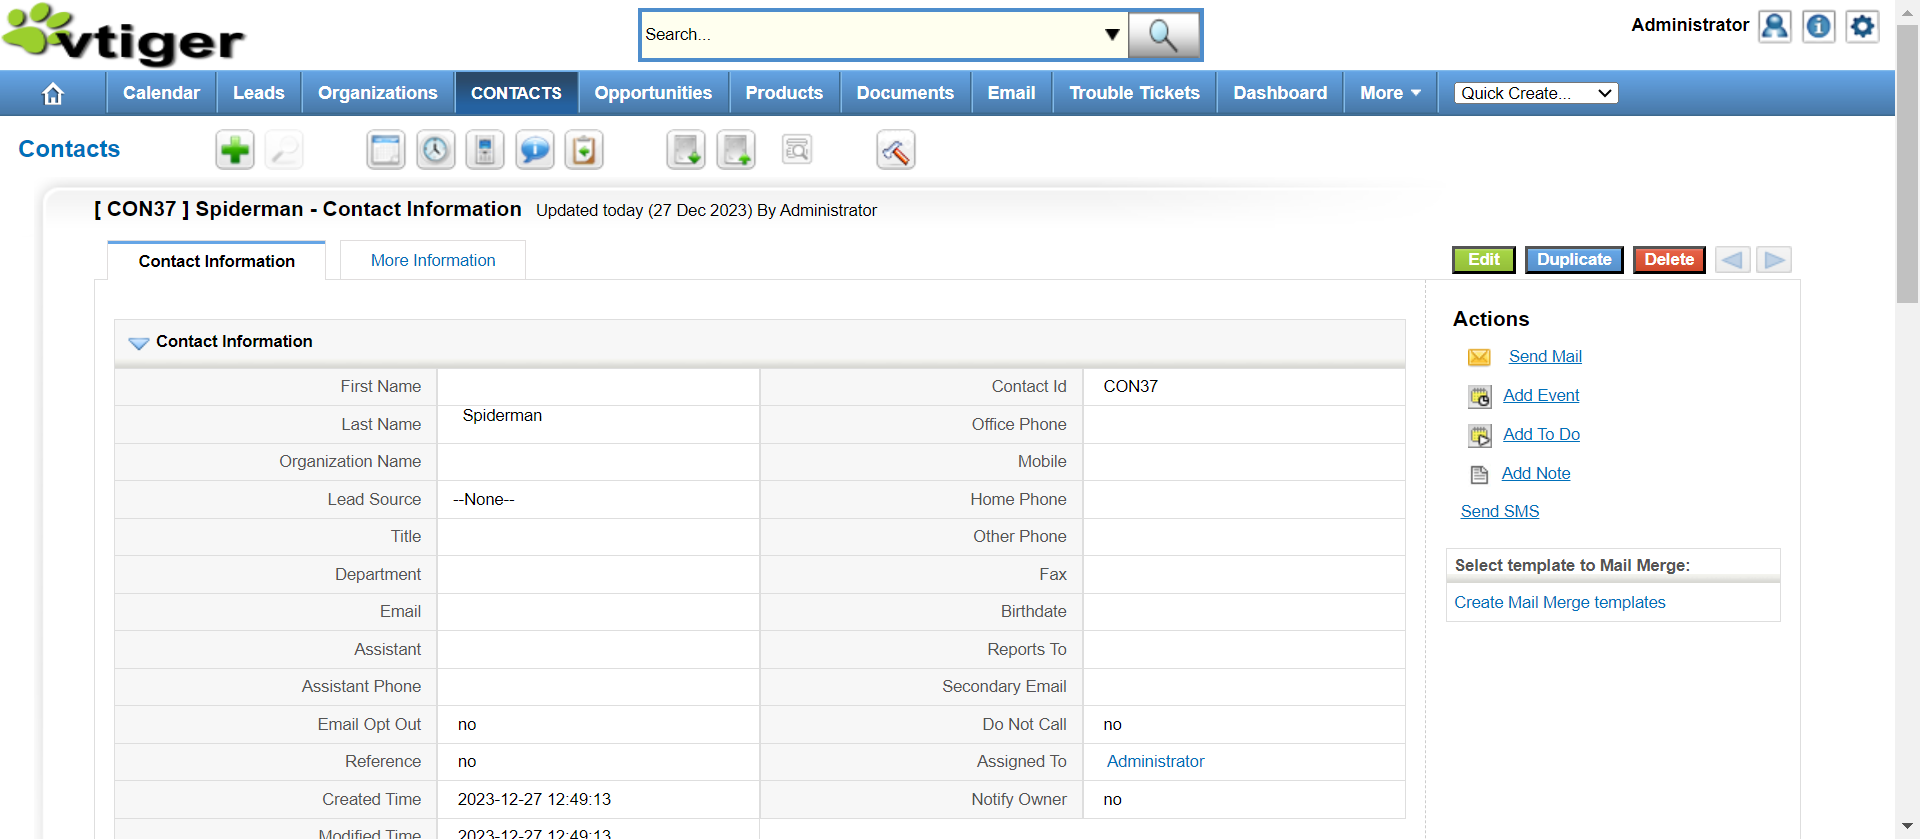 vtiger
Search...
Administrator
Calendar Leads Organizations CONTACTS Opportunities Products Documents Email Trouble Tickets Dashboard More Quick Create...
Contacts
[ CON37 ] Spiderman - Contact Information Updated today (27 Dec 2023) By Administrator
Contact Information More Information Edit Duplicate Delete
Contact Information
First Name Contact Id CON37
Last Name Spiderman Office Phone
Organization Name Mobile
Lead Source --None-- Home Phone
Title Other Phone
Department Fax
Email Birthdate
Assistant Reports To
Assistant Phone Secondary Email
Email Opt Out no Do Not Call no
Reference no Assigned To Administrator
Created Time 2023-12-27 12:49:13 Notify Owner no
Modified Time 2023-12-27 12:49:13
Actions
Send Mail
Add Event
Add To Do
Add Note
Send SMS
Select template to Mail Merge:
Create Mail Merge templates